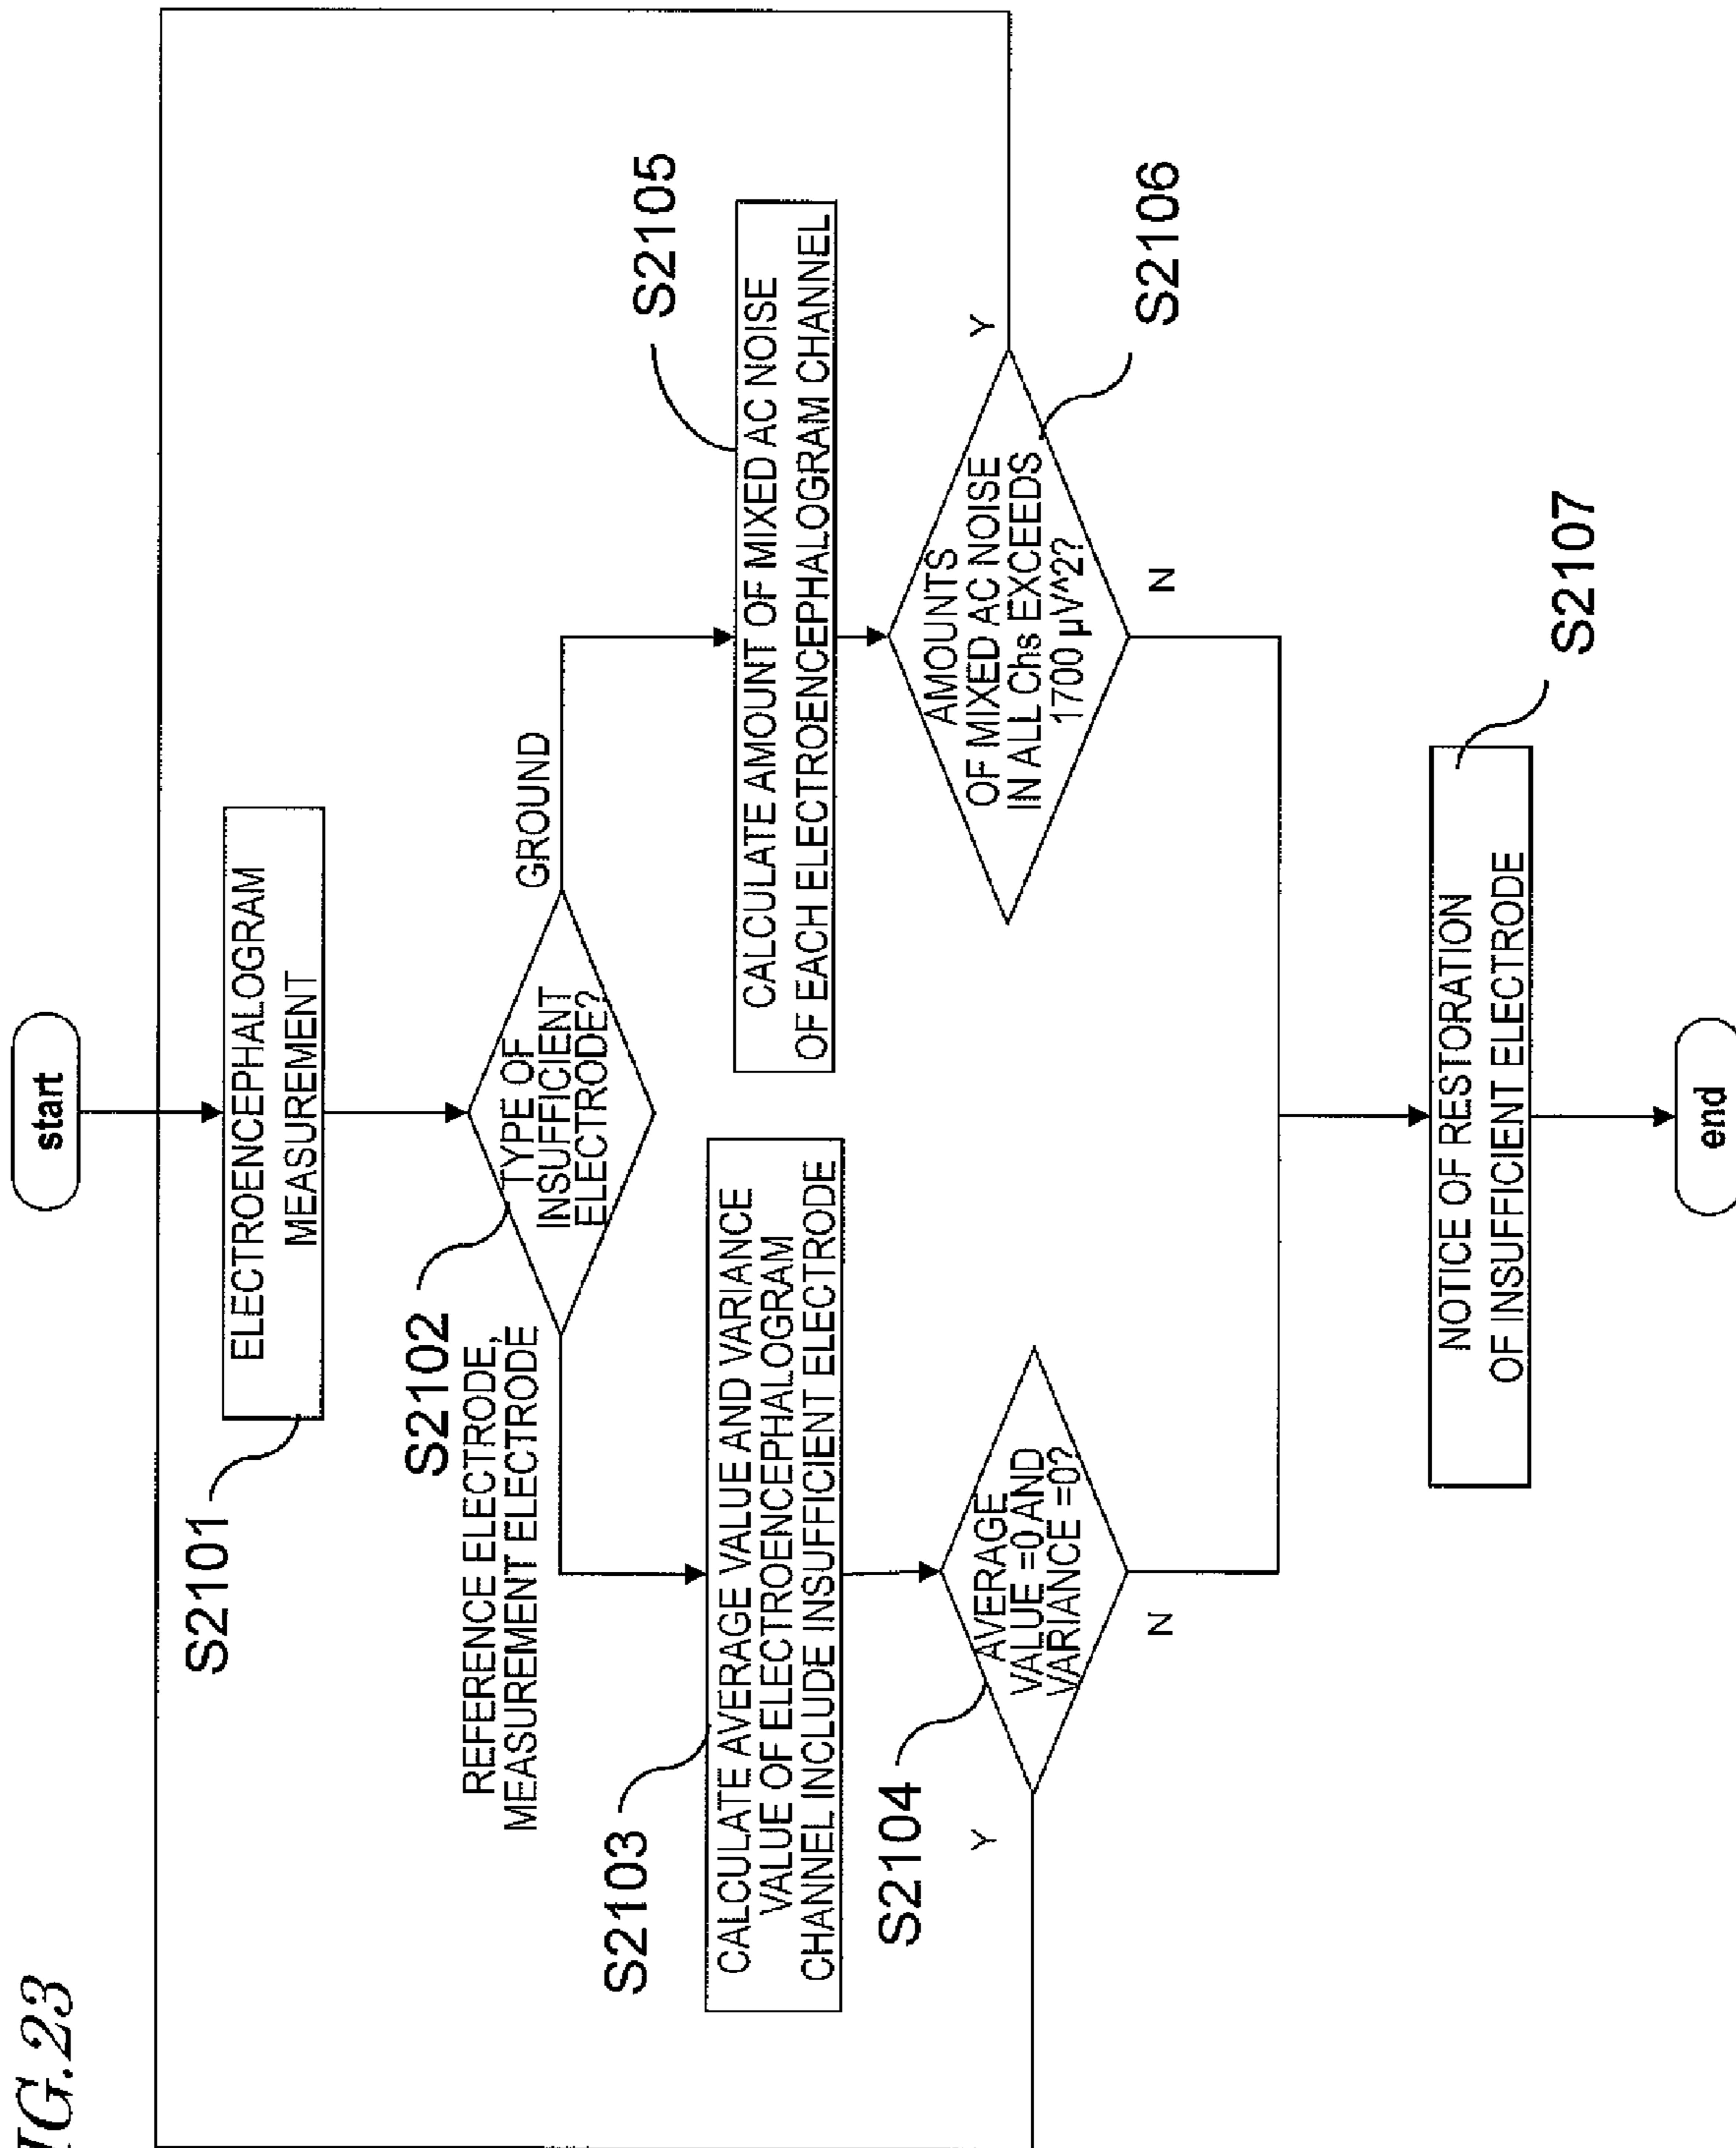 IG.23
start
S2101
ELECTROENCEPHALOGRAM
MEASUREMENT
S2102
TYPE OF
INSUFFICIENT
ELECTRODE?
REFERENCE ELECTRODE,
MEASUREMENT ELECTRODE
GROUND
S2103
CALCULATE AVERAGE VALUE AND VARIANCE
VALUE OF ELECTROENCEPHALOGRAM
CHANNEL INCLUDE INSUFFICIENT ELECTRODE
S2105
CALCULATE AMOUNT OF MIXED AC NOISE
OF EACH ELECTROENCEPHALOGRAM CHANNEL
S2104
AVERAGE
VALUE =0 AND
VARIANCE =0?
Y
N
S2106
AMOUNTS
OF MIXED AC NOISE
IN ALL Chs EXCEEDS
1700 μV^2?
Y
N
S2107
NOTICE OF RESTORATION
OF INSUFFICIENT ELECTRODE
end